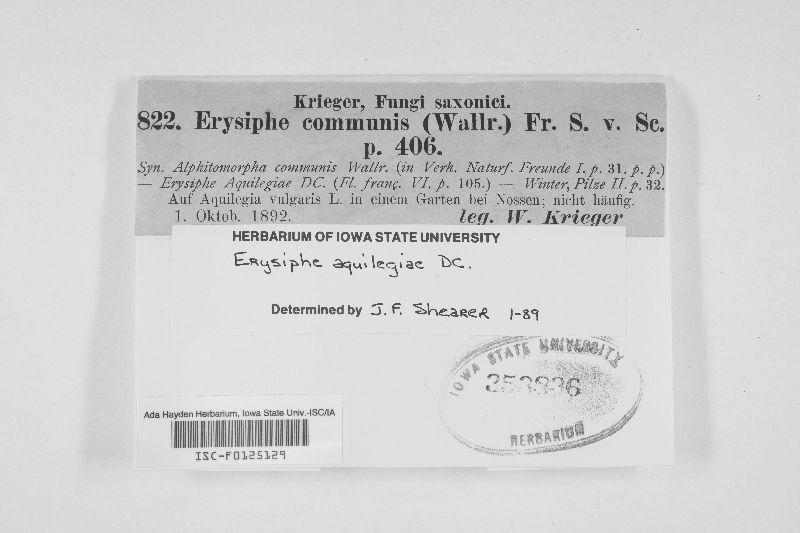 Krieger, Fungi saxonici.
822. Erysiphe communis (Wallr.) Fr. S. v. Sc.
p. 406.
Syn. Alphitomorpha communis Wallr. (in Verh. Naturf. Freunde I. p. 31. p. p.)
— Erysiphe Aquilegiae DC. (Fl. franç. VI. p. 105.) — Winter, Pilze II. p. 32.
Auf Aquilegia vulgaris L. in einem Garten bei Nossen; nicht häufig.
1. Oktob. 1892. leg. W. Krieger
HERBARIUM OF IOWA STATE UNIVERSITY
Erysiphe aquilegiae DC.
Determined by J. F. Shearer 1-89
IOWA STATE UNIVERSITY
HERBARIUM
Ada Hayden Herbarium, Iowa State Univ.-ISC/IA
ISC-F0125129